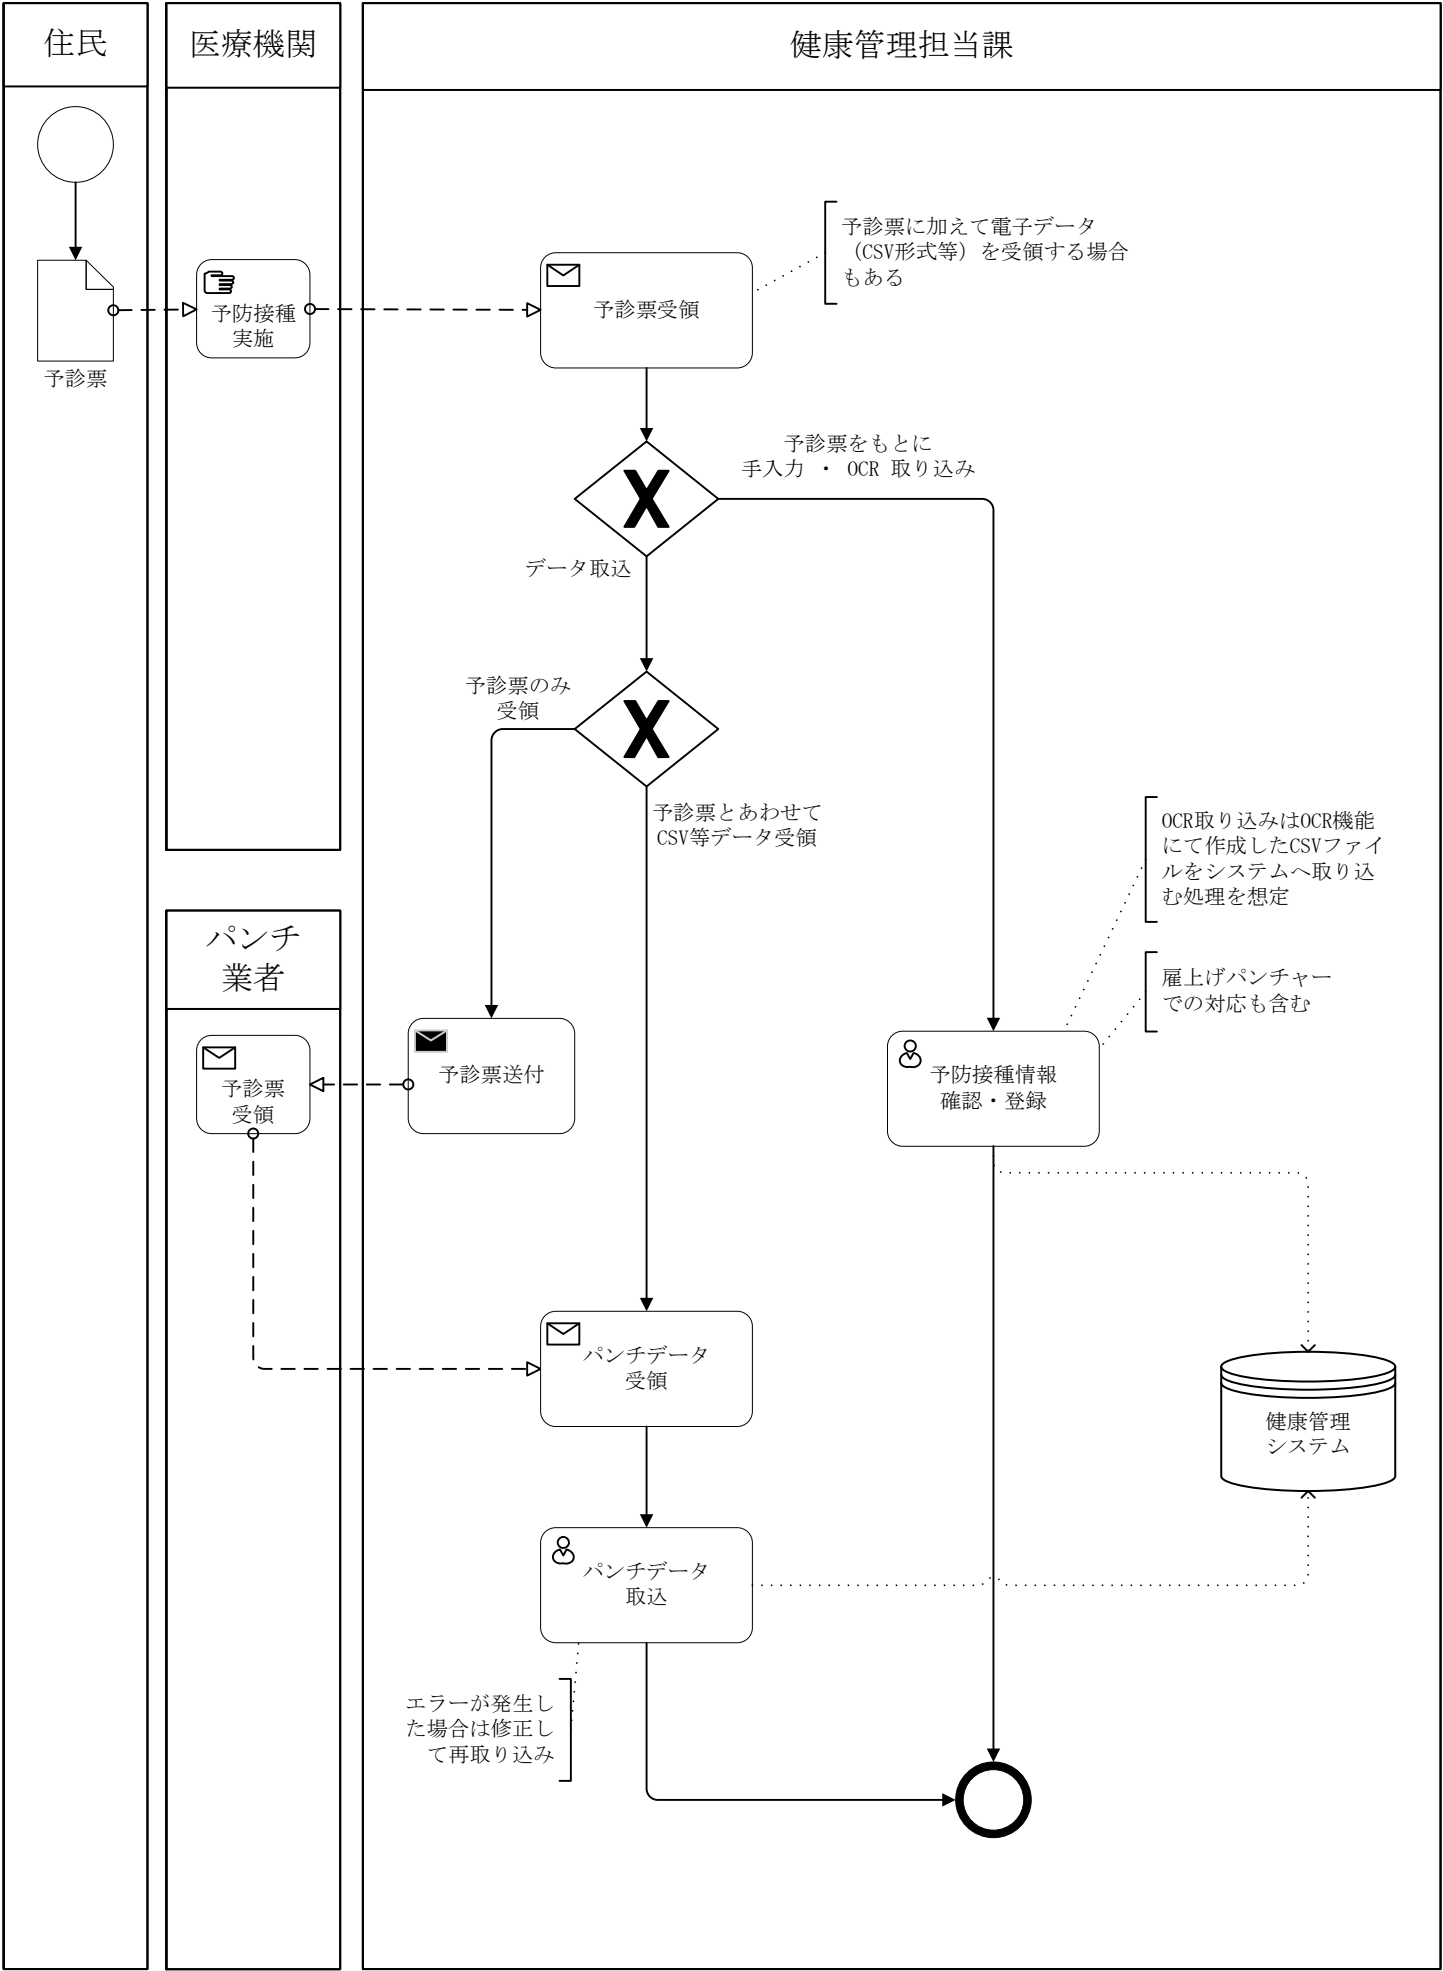 住民
医療機関
健康管理担当課
予診票に加えて電子データ
（CSV形式等）を受領する場合
もある
予防接種
実施
予診票受領
予診票
予診票をもとに
手入力 ・ OCR 取り込み
データ取込
予診票のみ
受領
予診票とあわせて
CSV等データ受領
OCR取り込みはOCR機能
にて作成したCSVファイ
ルをシステムへ取り込
む処理を想定
パンチ
業者
雇上げパンチャー
での対応も含む
予診票
受領
予診票送付
予防接種情報
確認・登録
パンチデータ
受領
健康管理
システム
パンチデータ
取込
エラーが発生し
た場合は修正し
て再取り込み